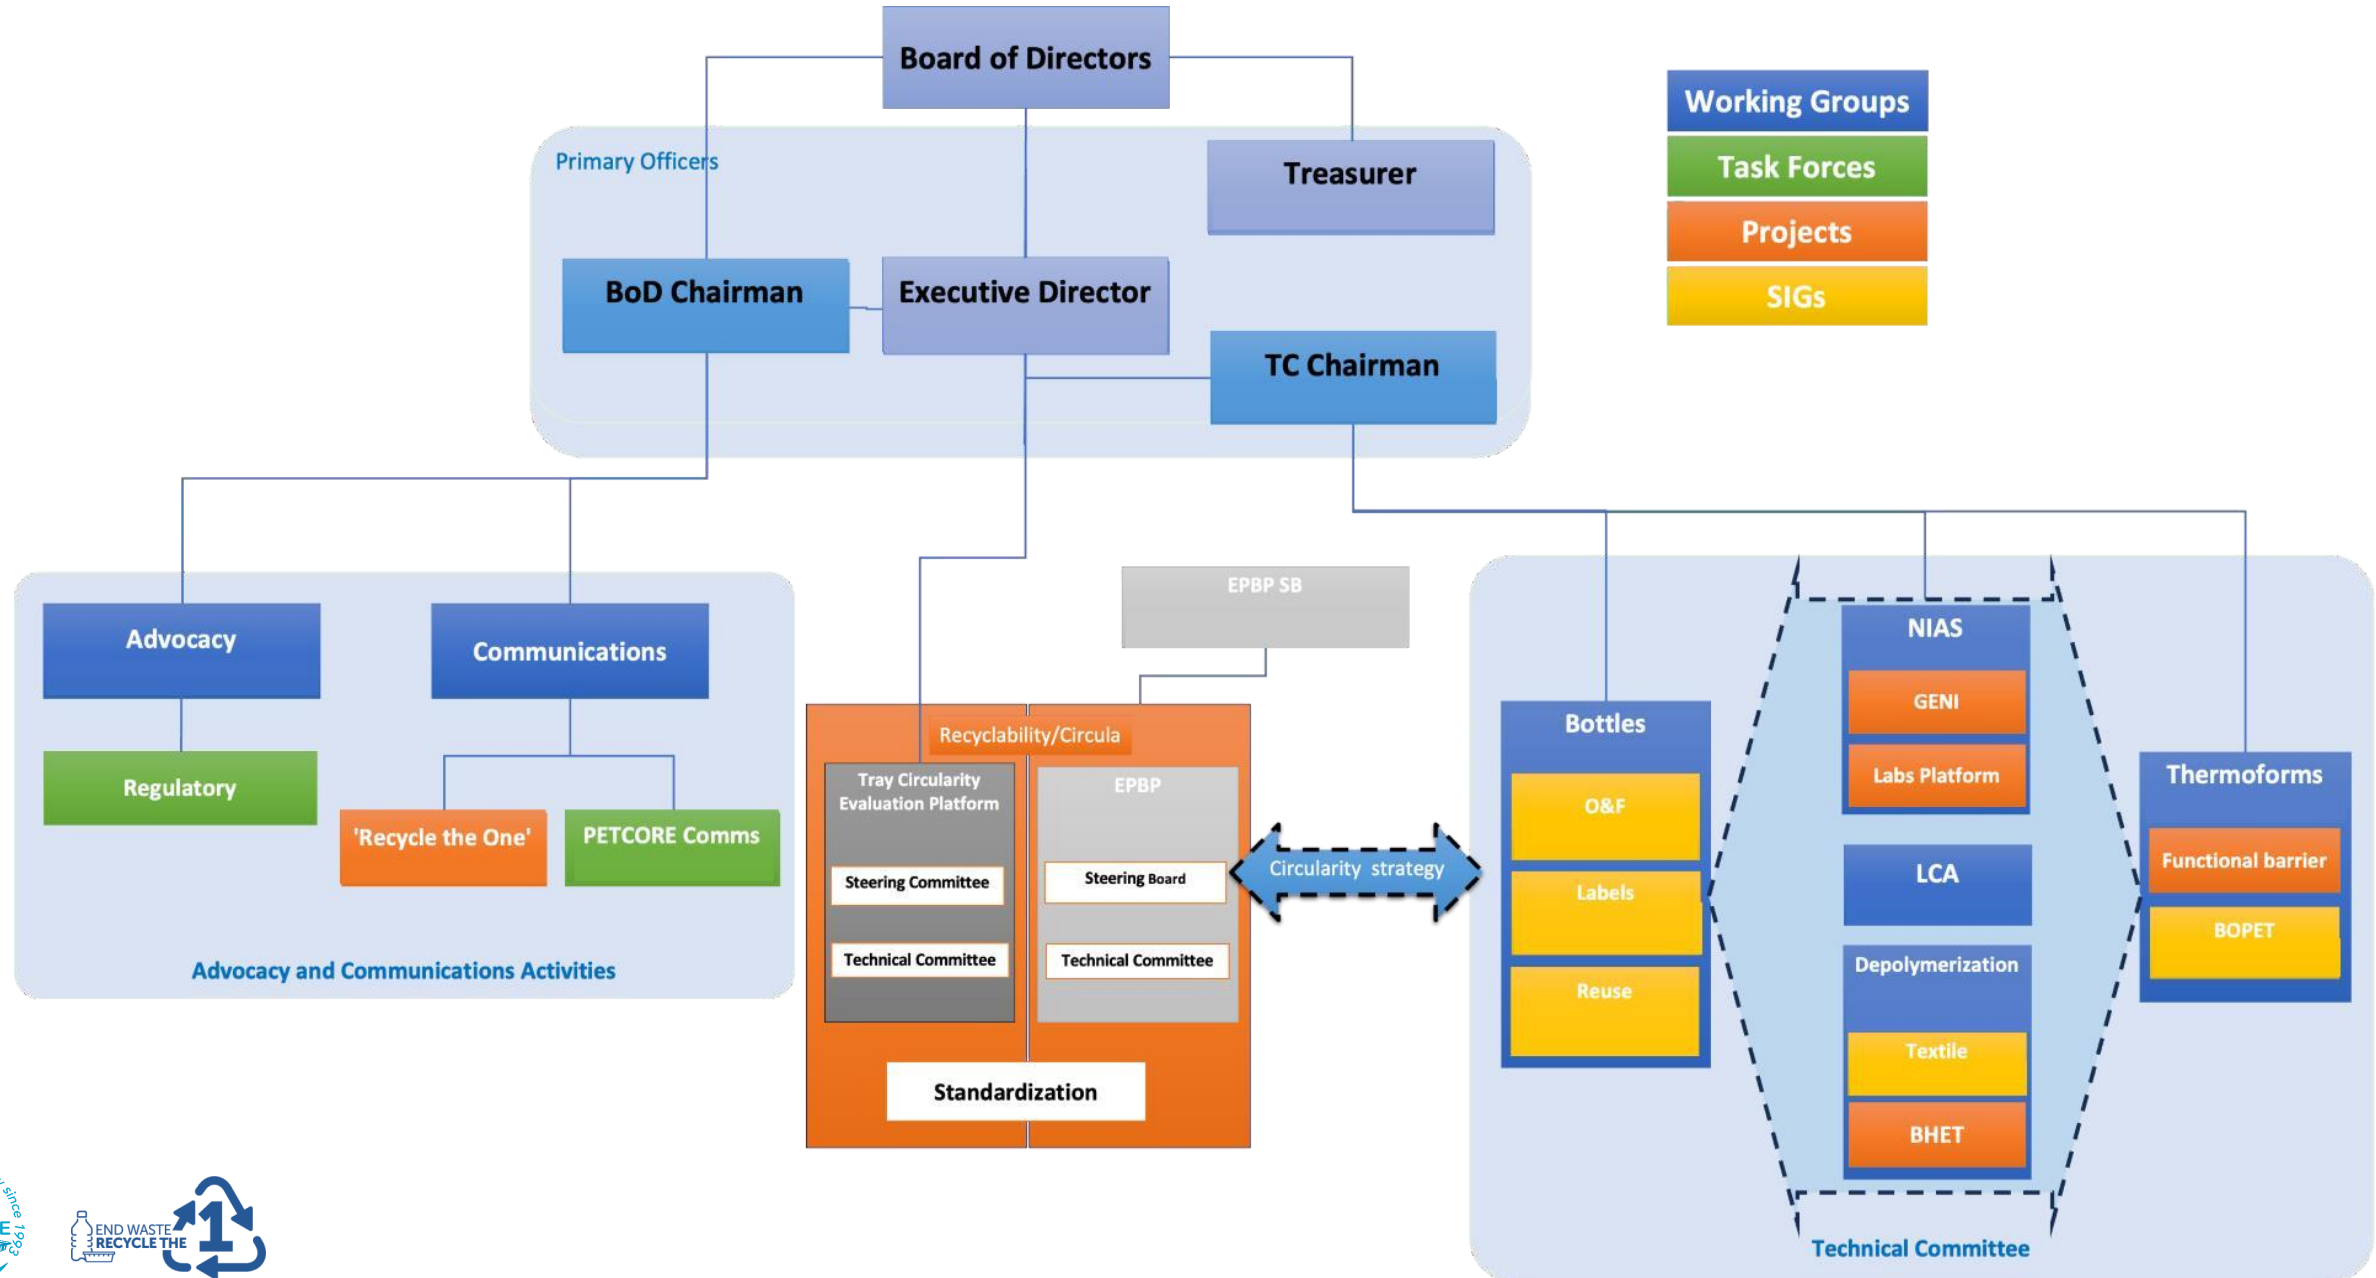 Board of Directors
Working Groups
Task Forces
Projects
SIGs
Primary Officers
Treasurer
BoD Chairman
Executive Director
TC Chairman
Advocacy
Communications
Regulatory
'Recycle the One'
PETCORE Comms
Advocacy and Communications Activities
EPBP SB
Recyclability/Circula
Tray Circularity
Evaluation Platform
Steering Committee
Technical Committee
EPBP
Steering Board
Technical Committee
Standardization
Circularity strategy
Bottles
O&F
Labels
Reuse
NIAS
GENI
Labs Platform
LCA
Depolymerization
Textile
BHET
Thermoforms
Functional barrier
BOPET
Technical Committee
since 1993
END WASTE
RECYCLE THE
1